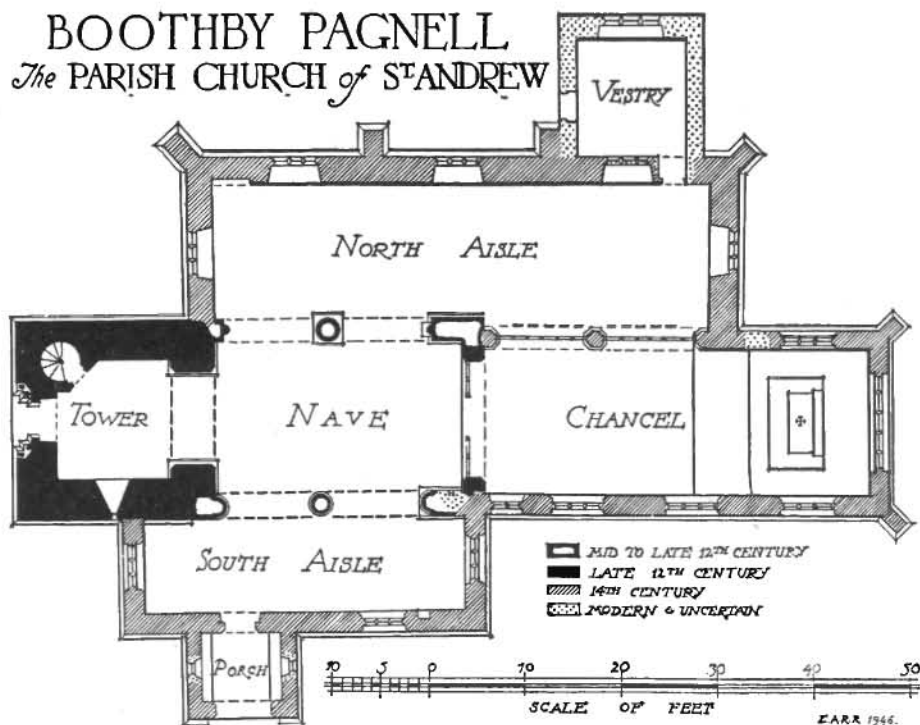 BOOTHBY PAGNELL
The PARISH CHURCH of ST ANDREW
VESTRY
NORTH AISLE
TOWER
NAVE
CHANCEL
SOUTH AISLE
PORCH
MID TO LATE 12TH CENTURY
LATE 12TH CENTURY
14TH CENTURY
MODERN & UNCERTAIN
10 5 0 10 20 30 40 50
SCALE OF FEET
L.A.R.R 1946.